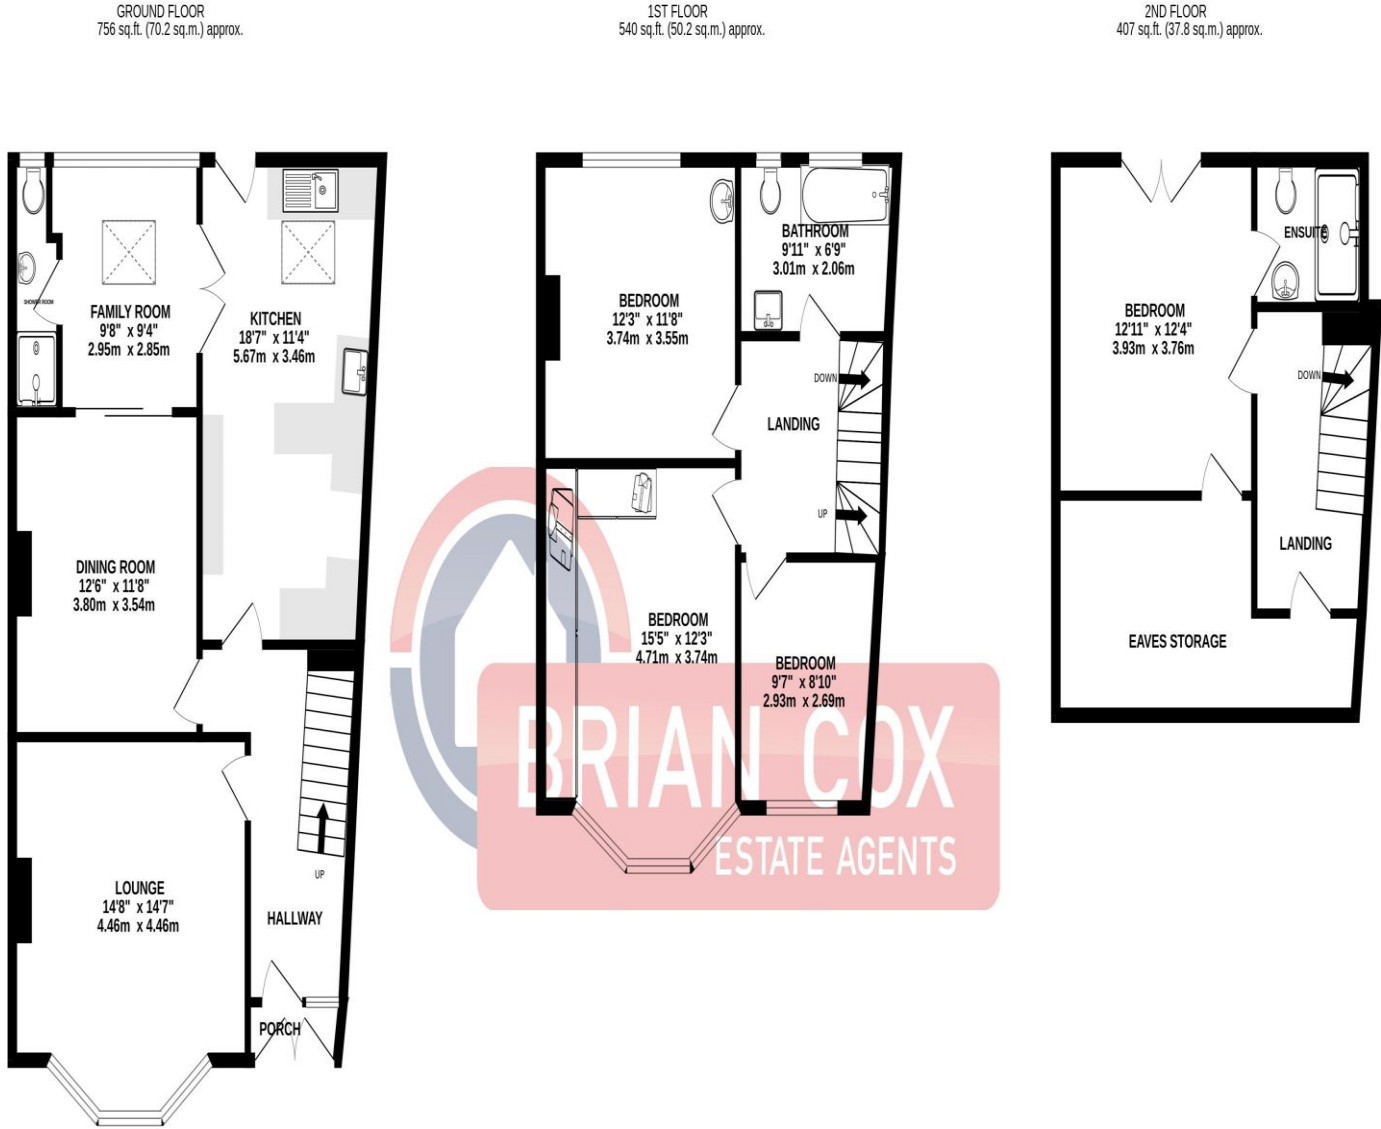 GROUND FLOOR
756 sq.ft. (70.2 sq.m.) approx.
SHOWER ROOM
FAMILY ROOM
9'8" x 9'4"
2.95m x 2.85m
KITCHEN
18'7" x 11'4"
5.67m x 3.46m
DINING ROOM
12'6" x 11'8"
3.80m x 3.54m
LOUNGE
14'8" x 14'7"
4.46m x 4.46m
UP
HALLWAY
PORCH
1ST FLOOR
540 sq.ft. (50.2 sq.m.) approx.
BATHROOM
9'11" x 6'9"
3.01m x 2.06m
BEDROOM
12'3" x 11'8"
3.74m x 3.55m
DOWN
LANDING
UP
BEDROOM
15'5" x 12'3"
4.71m x 3.74m
BEDROOM
9'7" x 8'10"
2.93m x 2.69m
BRIAN COX
ESTATE AGENTS
2ND FLOOR
407 sq.ft. (37.8 sq.m.) approx.
ENSUITE
BEDROOM
12'11" x 12'4"
3.93m x 3.76m
DOWN
LANDING
EAVES STORAGE